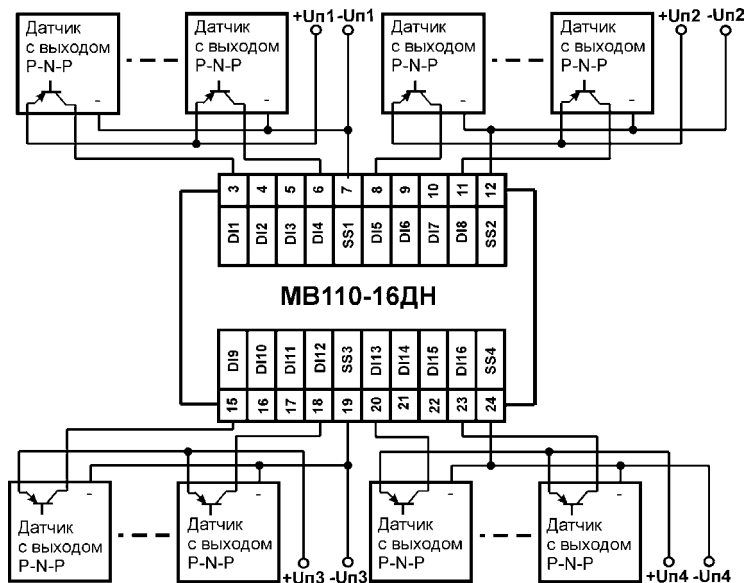 Датчик
с выходом
P-N-P
-
Датчик
с выходом
P-N-P
-
+Uп1 -Uп1
Датчик
с выходом
P-N-P
-
Датчик
с выходом
P-N-P
-
+Uп2 -Uп2
3 4 5 6 7 8 9 10 11 12
DI1 DI2 DI3 DI4 SS1 DI5 DI6 DI7 DI8 SS2
МВ110-16ДН
DI9 DI10 DI11 DI12 SS3 DI13 DI14 DI15 DI16 SS4
15 16 17 18 19 20 21 22 23 24
-
Датчик
с выходом
P-N-P
-
Датчик
с выходом
P-N-P
+Uп3 -Uп3
-
Датчик
с выходом
P-N-P
-
Датчик
с выходом
P-N-P
+Uп4 -Uп4